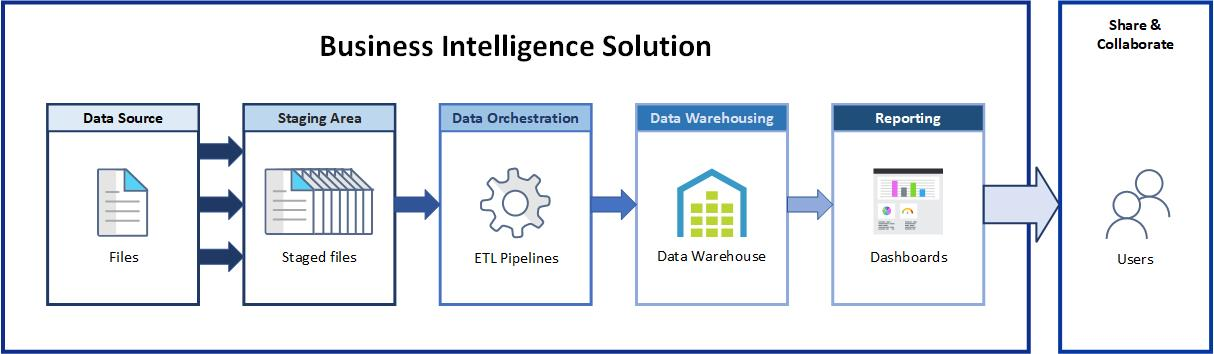 Business Intelligence Solution
Share &
Collaborate
Data Source
Staging Area
Data Orchestration
Data Warehousing
Reporting
Files
Staged files
ETL Pipelines
Data Warehouse
Dashboards
Users